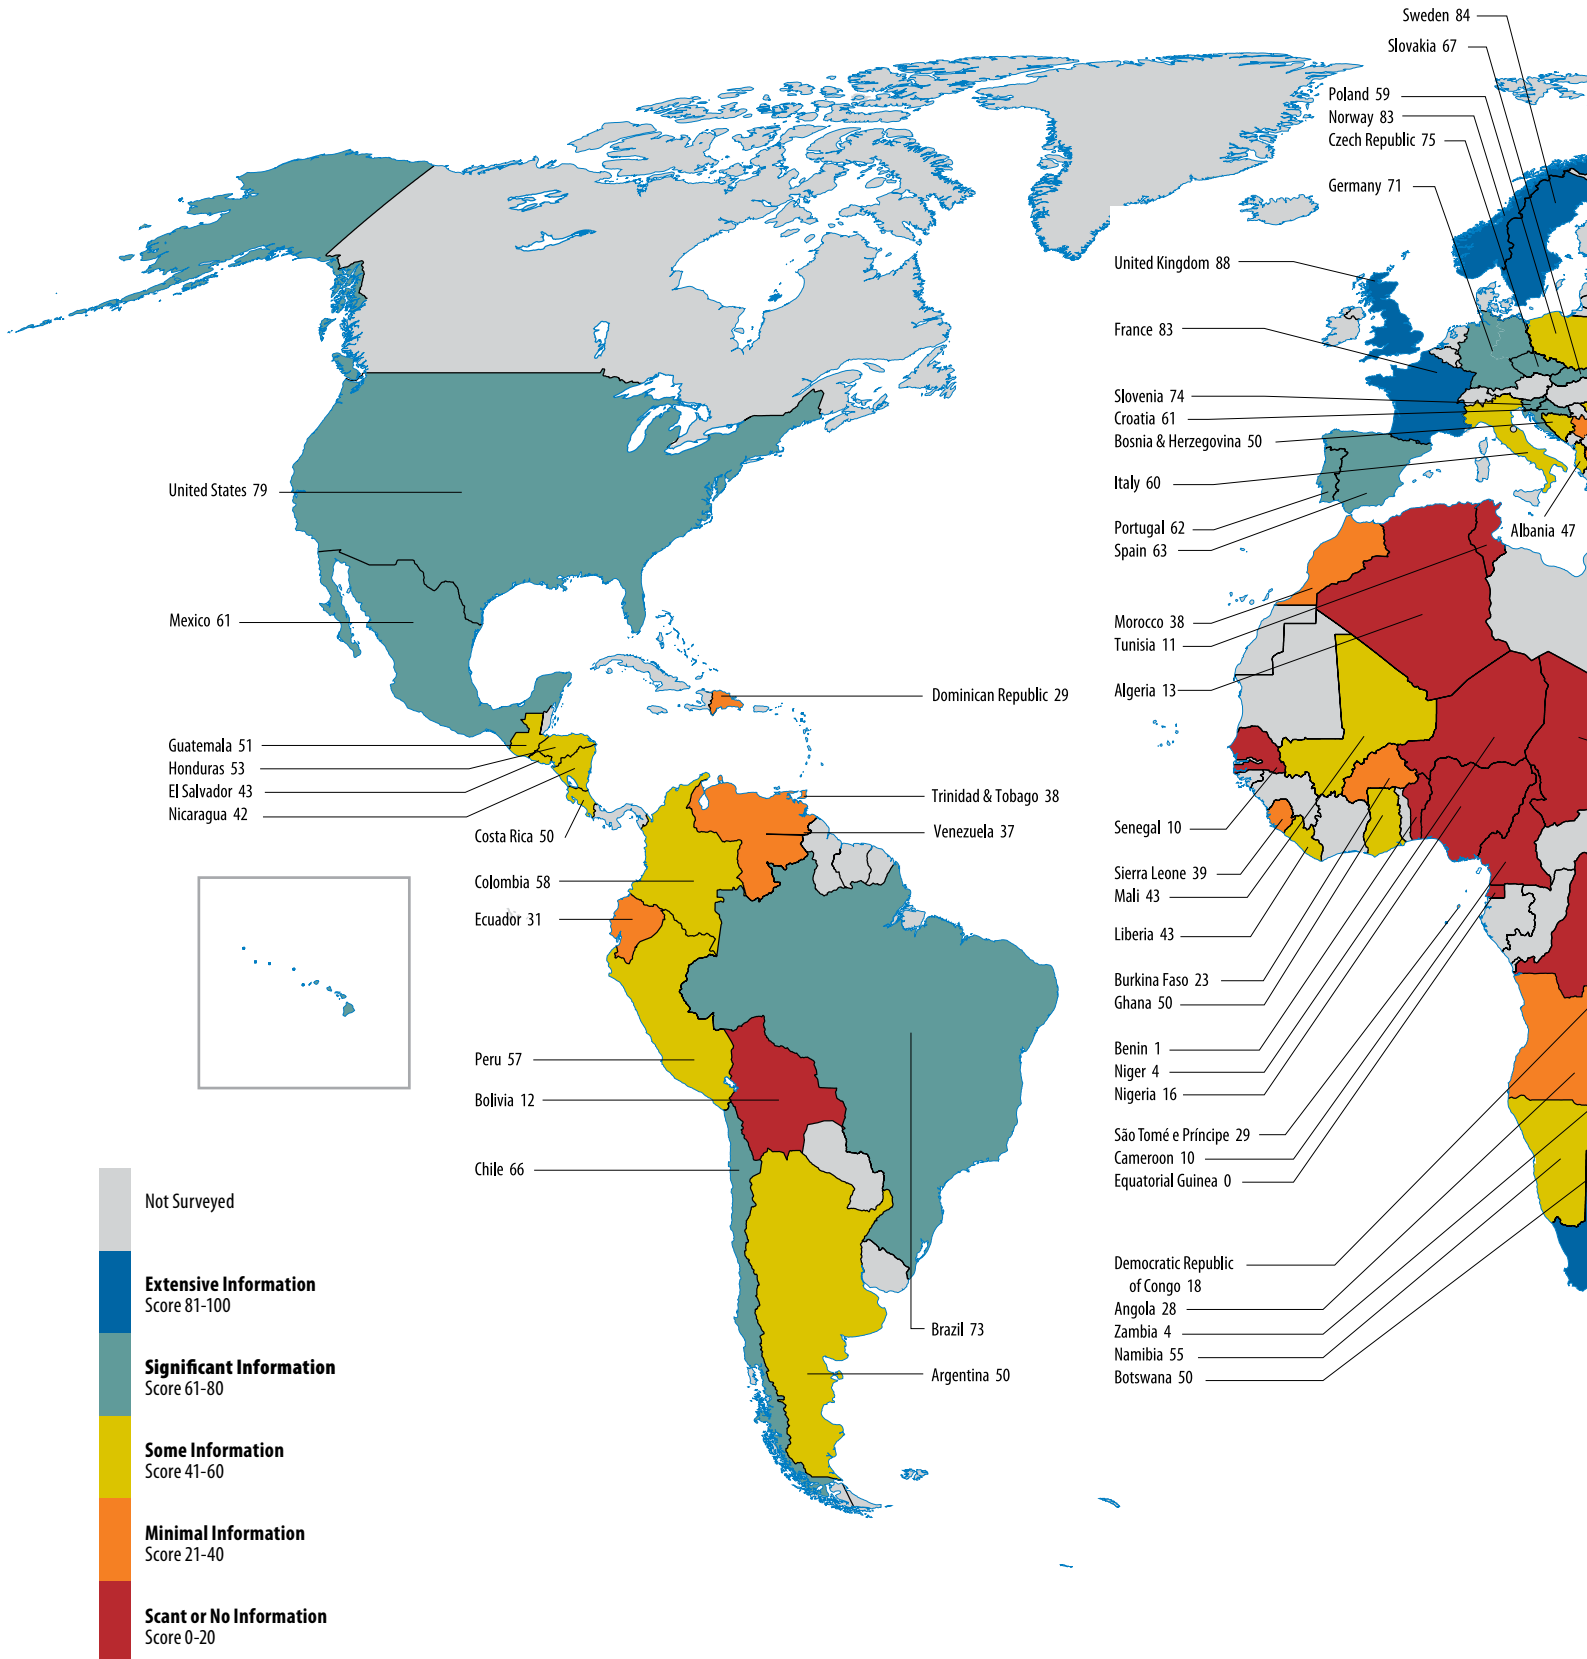 Sweden 84
Slovakia 67
Poland 59
Norway 83
Czech Republic 75
Germany 71
United Kingdom 88
France 83
Slovenia 74
Croatia 61
Bosnia & Herzegovina 50
Italy 60
Portugal 62
Spain 63
Albania 47
United States 79
Mexico 61
Morocco 38
Tunisia 11
Algeria 13
Dominican Republic 29
Guatemala 51
Honduras 53
El Salvador 43
Nicaragua 42
Costa Rica 50
Trinidad & Tobago 38
Venezuela 37
Colombia 58
Ecuador 31
Senegal 10
Sierra Leone 39
Mali 43
Liberia 43
Burkina Faso 23
Ghana 50
Benin 1
Niger 4
Nigeria 16
Peru 57
Bolivia 12
Chile 66
São Tomé e Príncipe 29
Cameroon 10
Equatorial Guinea 0
Democratic Republic
of Congo 18
Angola 28
Zambia 4
Namibia 55
Botswana 50
Brazil 73
Argentina 50
Not Surveyed
Extensive Information
Score 81-100
Significant Information
Score 61-80
Some Information
Score 41-60
Minimal Information
Score 21-40
Scant or No Information
Score 0-20